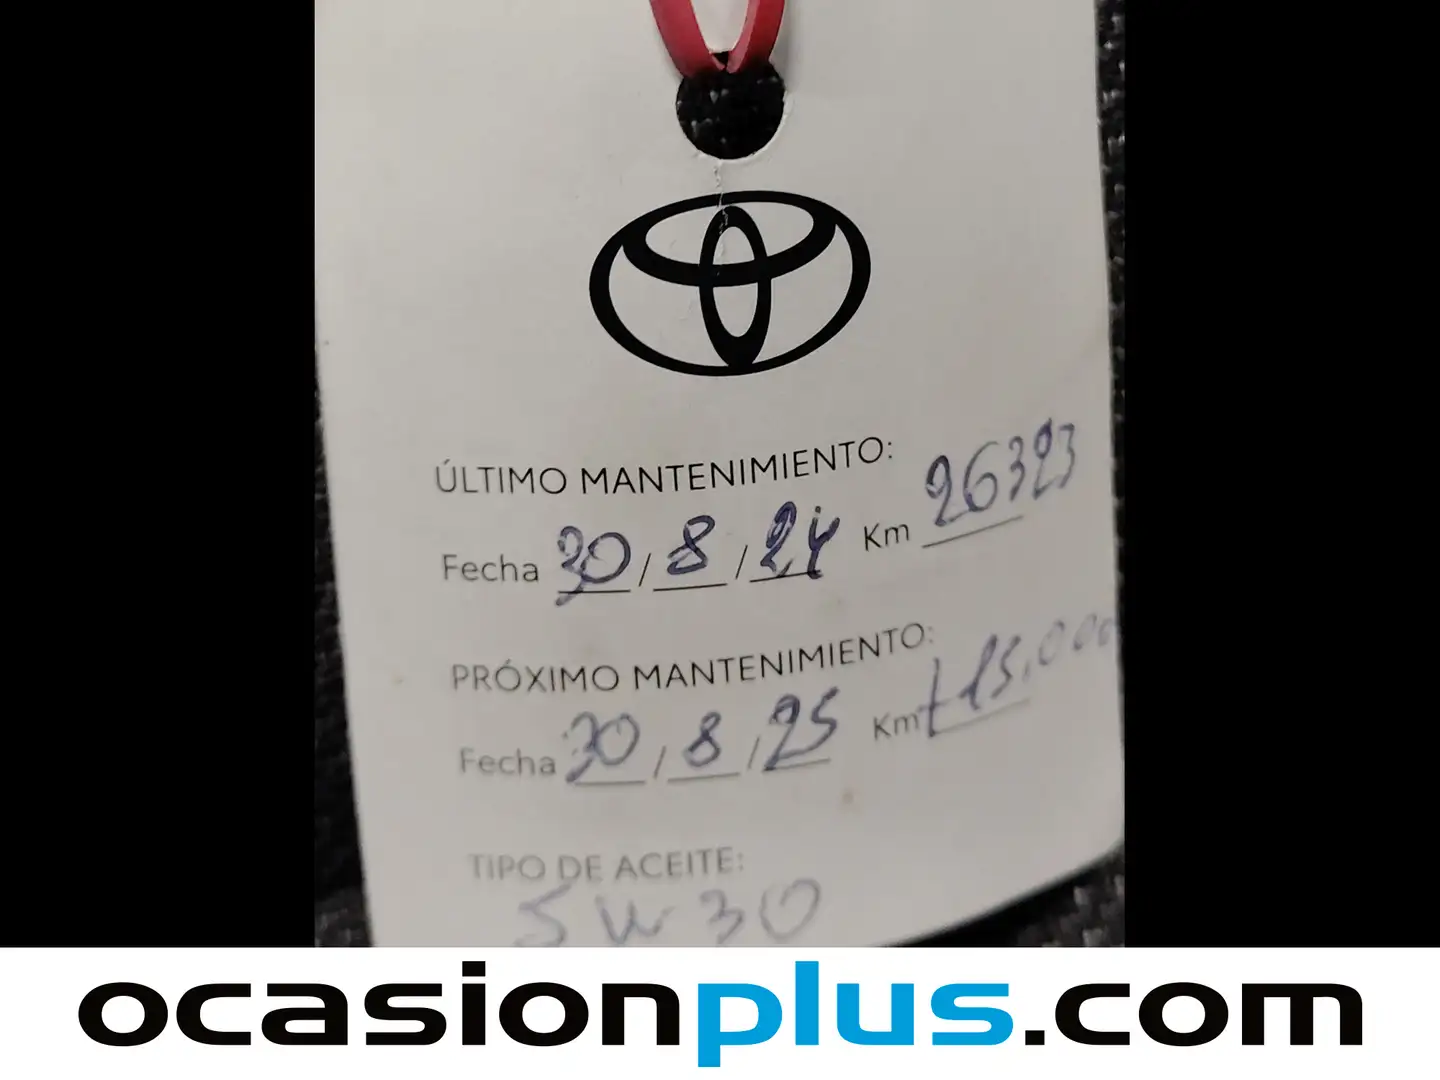 ÚLTIMO MANTENIMIENTO:
Fecha 30/8/24 Km 26323
PRÓXIMO MANTENIMIENTO:
Fecha 30/8/25 Km +15.000
TIPO DE ACEITE:
5W30
ocasionplus.com